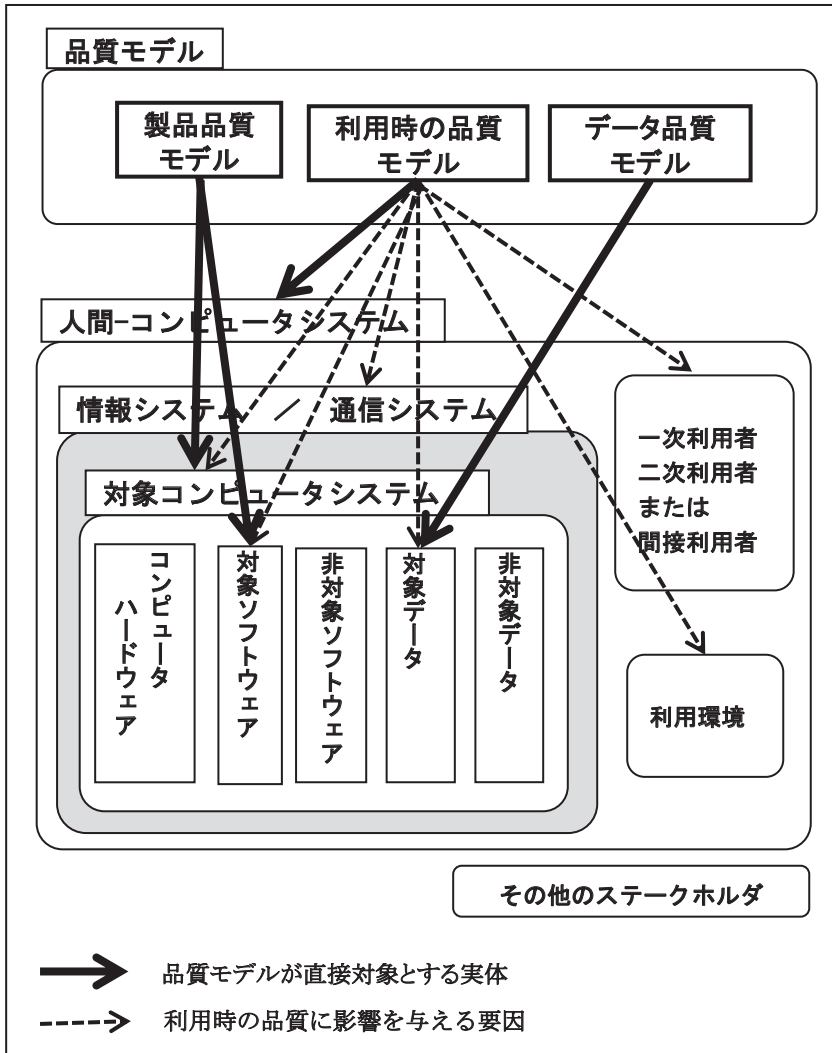 品質モデル
製品品質
モデル
利用時の品質
モデル
データ品質
モデル
人間-コンピュータシステム
情報システム ／ 通信システム
対象コンピュータシステム
コンピュータ
ハードウェア
対象ソフトウェア
非対象ソフトウェア
対象データ
非対象データ
一次利用者
二次利用者
または
間接利用者
利用環境
その他のステークホルダ
品質モデルが直接対象とする実体
利用時の品質に影響を与える要因